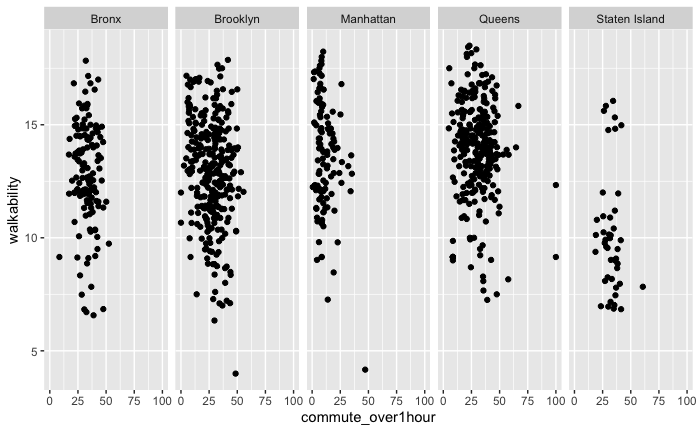 Bronx Brooklyn Manhattan Queens Staten Island
walkability
15
10
5
0 25 50 75 100 0 25 50 75 100 0 25 50 75 100 0 25 50 75 100 0 25 50 75 100
commute_over1hour